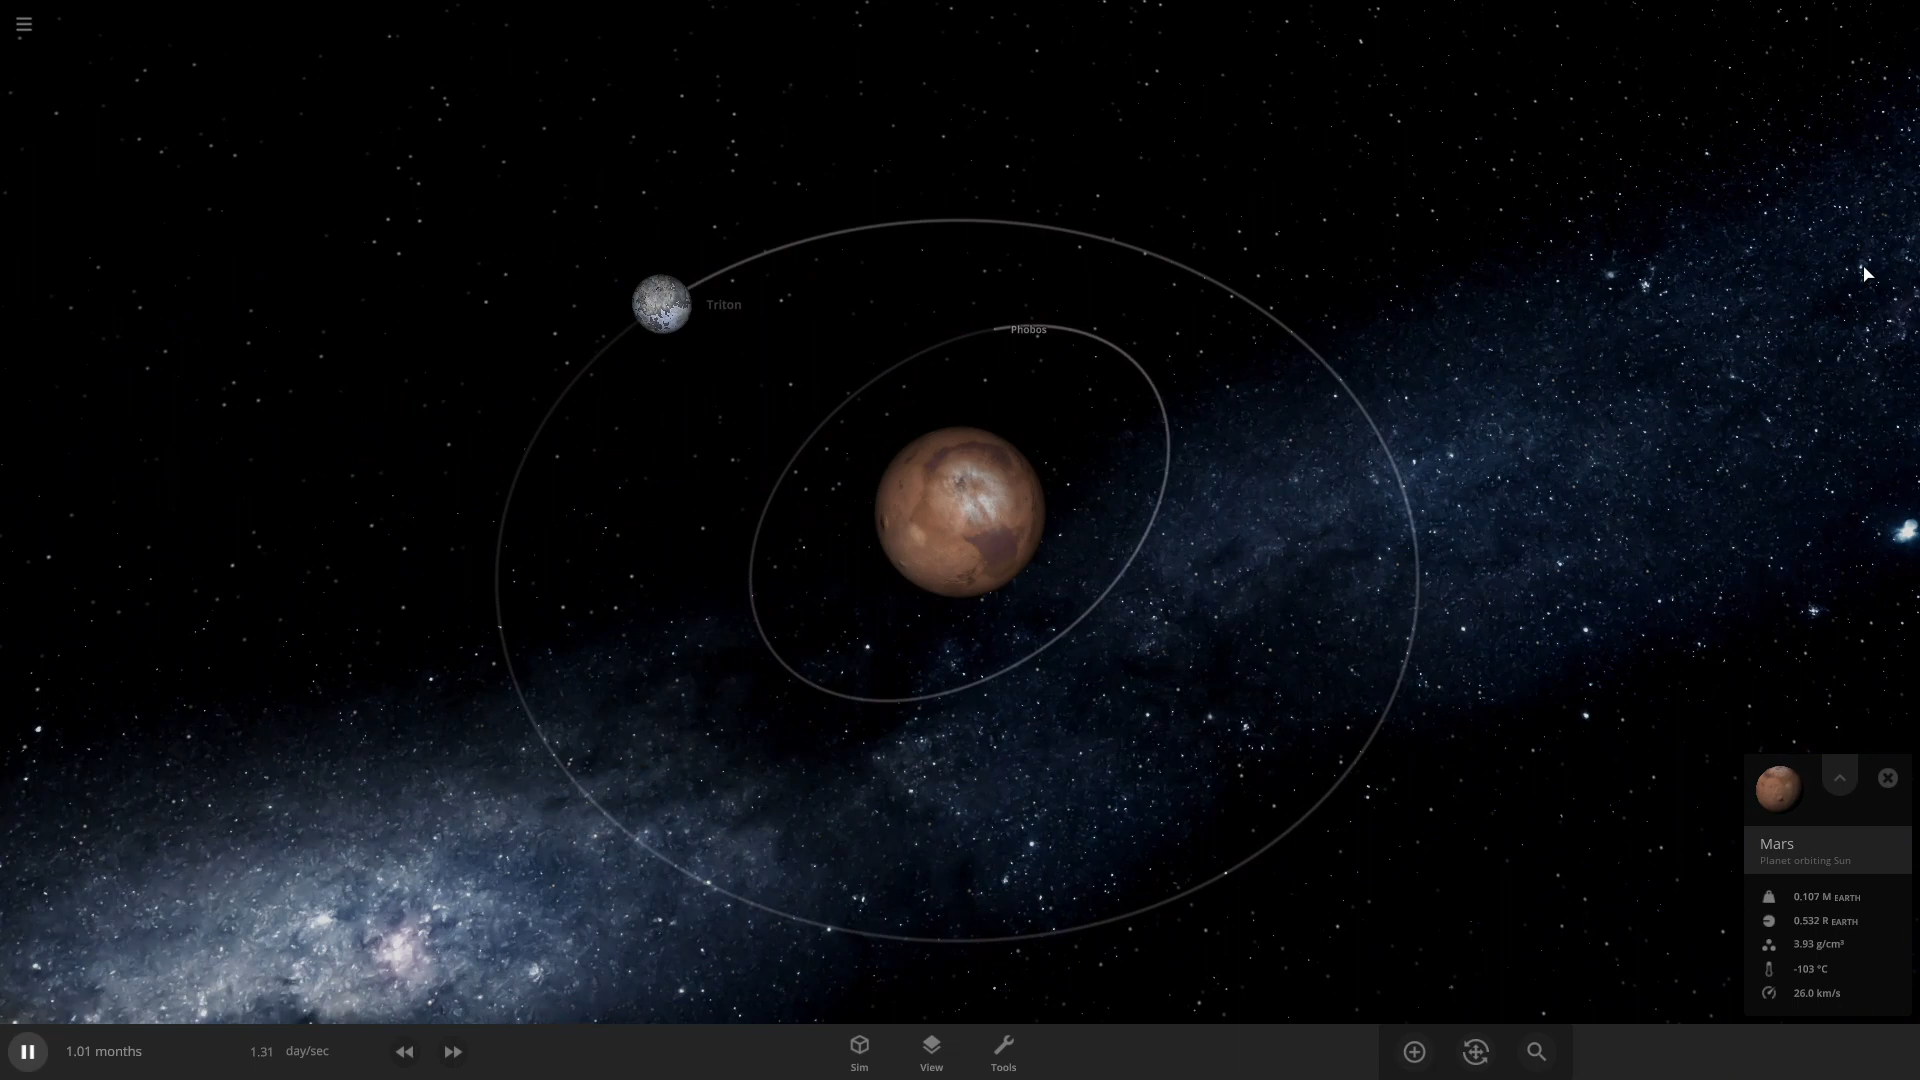 Triton
Phobos
Mars
Planet orbiting Sun
0.107 M EARTH
0.532 R EARTH
3.93 g/cm³
-103 °C
26.0 km/s
1.01 months
1.31 day/sec
Sim
View
Tools